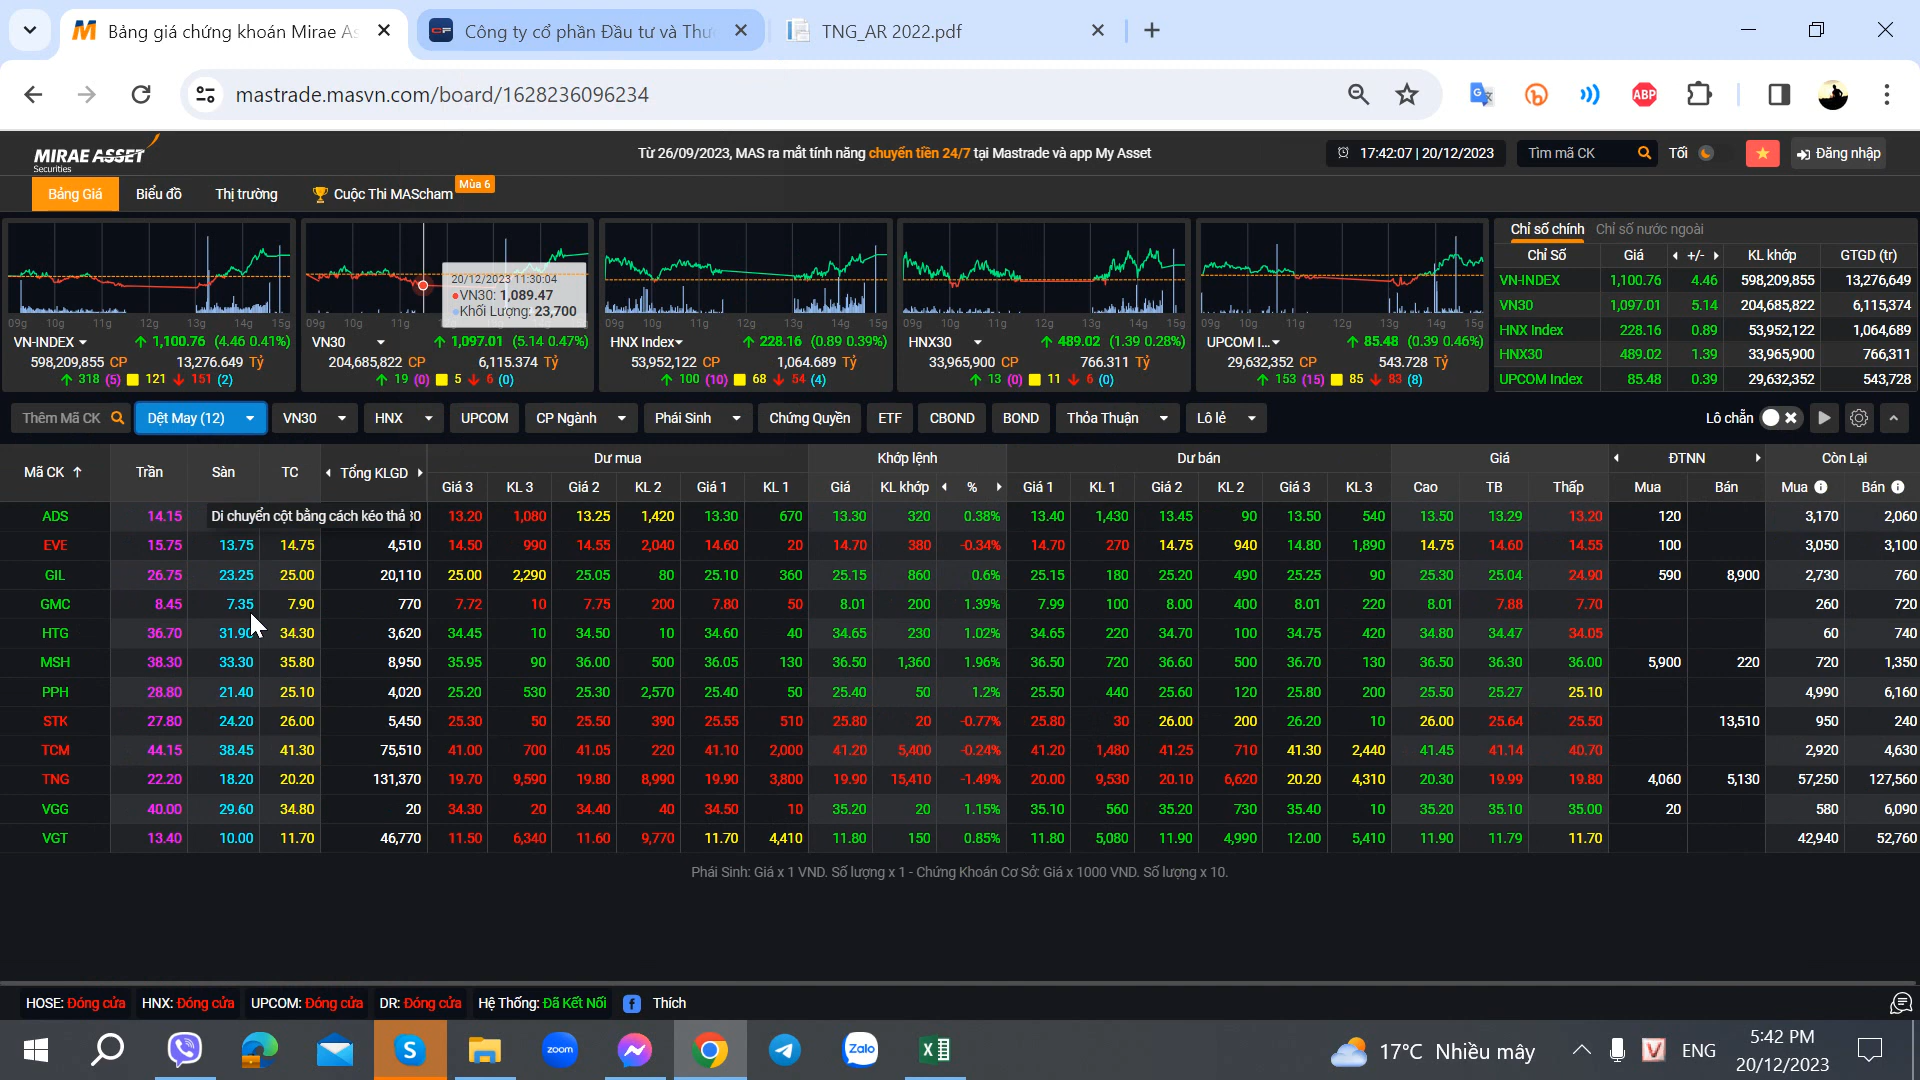 Bảng giá chứng khoán Mirae As
Công ty cổ phần Đầu tư và Thư
TNG_AR 2022.pdf
mastrade.masvn.com/board/1628236096234
ABP
MIRAE ASSET
Securities
Từ 26/09/2023, MAS ra mắt tính năng chuyển tiền 24/7 tại Mastrade và app My Asset
17:42:07 | 20/12/2023
Tìm mã CK
Tối
Đăng nhập
Bảng Giá Biểu đồ Thị trường Cuộc Thi MAScham Mùa 6
20/12/2023 11:30:04
VN30: 1,089.47
Khối Lượng: 23,700
09g 10g 11g 12g 13g 14g 15g
09g 10g 11g
09g 10g 11g 12g 13g 14g 15g
09g 10g 11g 12g 13g 14g 15g
09g 10g 11g 12g 13g 14g 15g
VN-INDEX 1,100.76 (4.46 0.41%)
598,209,855 CP 13,276.649 Tỷ
318 (5) 121 151 (2)
VN30 1,097.01 (5.14 0.47%)
204,685,822 CP 6,115.374 Tỷ
19 (0) 5 6 (0)
HNX Index 228.16 (0.89 0.39%)
53,952,122 CP 1,064.689 Tỷ
100 (10) 68 54 (4)
HNX30 489.02 (1.39 0.28%)
33,965,900 CP 766.311 Tỷ
13 (0) 11 6 (0)
UPCOM I... 85.48 (0.39 0.46%)
29,632,352 CP 543.728 Tỷ
153 (15) 85 83 (8)
Chỉ số chính Chỉ số nước ngoài
Chỉ Số Giá +/- KL khớp GTGD (tr)
VN-INDEX 1,100.76 4.46 598,209,855 13,276,649
VN30 1,097.01 5.14 204,685,822 6,115,374
HNX Index 228.16 0.89 53,952,122 1,064,689
HNX30 489.02 1.39 33,965,900 766,311
UPCOM Index 85.48 0.39 29,632,352 543,728
Thêm Mã CK Dệt May (12) VN30 HNX UPCOM CP Ngành Phái Sinh Chứng Quyền ETF CBOND BOND Thỏa Thuận Lô lẻ Lô chẵn
Mã CK Trần Sàn TC Tổng KLGD Dư mua Khớp lệnh Dư bán Giá ĐTNN Còn Lại
Giá 3 KL 3 Giá 2 KL 2 Giá 1 KL 1 Giá KL khớp % Giá 1 KL 1 Giá 2 KL 2 Giá 3 KL 3 Cao TB Thấp Mua Bán Mua Bán
ADS 14.15 Di chuyển cột bằng cách kéo thả 30 13.20 1,080 13.25 1,420 13.30 670 13.30 320 0.38% 13.40 1,430 13.45 90 13.50 540 13.50 13.29 13.20 120 3,170 2,060
EVE 15.75 13.75 14.75 4,510 14.50 990 14.55 2,040 14.60 20 14.70 380 -0.34% 14.70 270 14.75 940 14.80 1,890 14.75 14.60 14.55 100 3,050 3,100
GIL 26.75 23.25 25.00 20,110 25.00 2,290 25.05 80 25.10 360 25.15 860 0.6% 25.15 180 25.20 490 25.25 90 25.30 25.04 24.90 590 8,900 2,730 760
GMC 8.45 7.35 7.90 770 7.72 10 7.75 200 7.80 50 8.01 200 1.39% 7.99 100 8.00 400 8.01 220 8.01 7.88 7.70 260 720
HTG 36.70 31.90 34.30 3,620 34.45 10 34.50 10 34.60 40 34.65 230 1.02% 34.65 220 34.70 100 34.75 420 34.80 34.47 34.05 60 740
MSH 38.30 33.30 35.80 8,950 35.95 90 36.00 500 36.05 130 36.50 1,360 1.96% 36.50 720 36.60 500 36.70 130 36.50 36.30 36.00 5,900 220 720 1,350
PPH 28.80 21.40 25.10 4,020 25.20 530 25.30 2,570 25.40 50 25.40 50 1.2% 25.50 440 25.60 120 25.80 200 25.50 25.27 25.10 4,990 6,160
STK 27.80 24.20 26.00 5,450 25.30 50 25.50 390 25.55 510 25.80 20 -0.77% 25.80 30 26.00 200 26.20 10 26.00 25.64 25.50 13,510 950 240
TCM 44.15 38.45 41.30 75,510 41.00 700 41.05 220 41.10 2,000 41.20 5,400 -0.24% 41.20 1,480 41.25 710 41.30 2,440 41.45 41.14 40.70 2,920 4,630
TNG 22.20 18.20 20.20 131,370 19.70 9,590 19.80 8,990 19.90 3,800 19.90 15,410 -1.49% 20.00 9,530 20.10 6,620 20.20 4,310 20.30 19.99 19.80 4,060 5,130 57,250 127,560
VGG 40.00 29.60 34.80 20 34.30 20 34.40 40 34.50 10 35.20 20 1.15% 35.10 560 35.20 730 35.40 10 35.20 35.10 35.00 20 580 6,090
VGT 13.40 10.00 11.70 46,770 11.50 6,340 11.60 9,770 11.70 4,410 11.80 150 0.85% 11.80 5,080 11.90 4,990 12.00 5,410 11.90 11.79 11.70 42,940 52,760
Phái Sinh: Giá x 1 VND. Số lượng x 1 - Chứng Khoán Cơ Sở: Giá x 1000 VND. Số lượng x 10.
HOSE: Đóng cửa HNX: Đóng cửa UPCOM: Đóng cửa DR: Đóng cửa Hệ Thống: Đã Kết Nối Thích
zoom
Zalo
17°C Nhiều mây
ENG
5:42 PM
20/12/2023